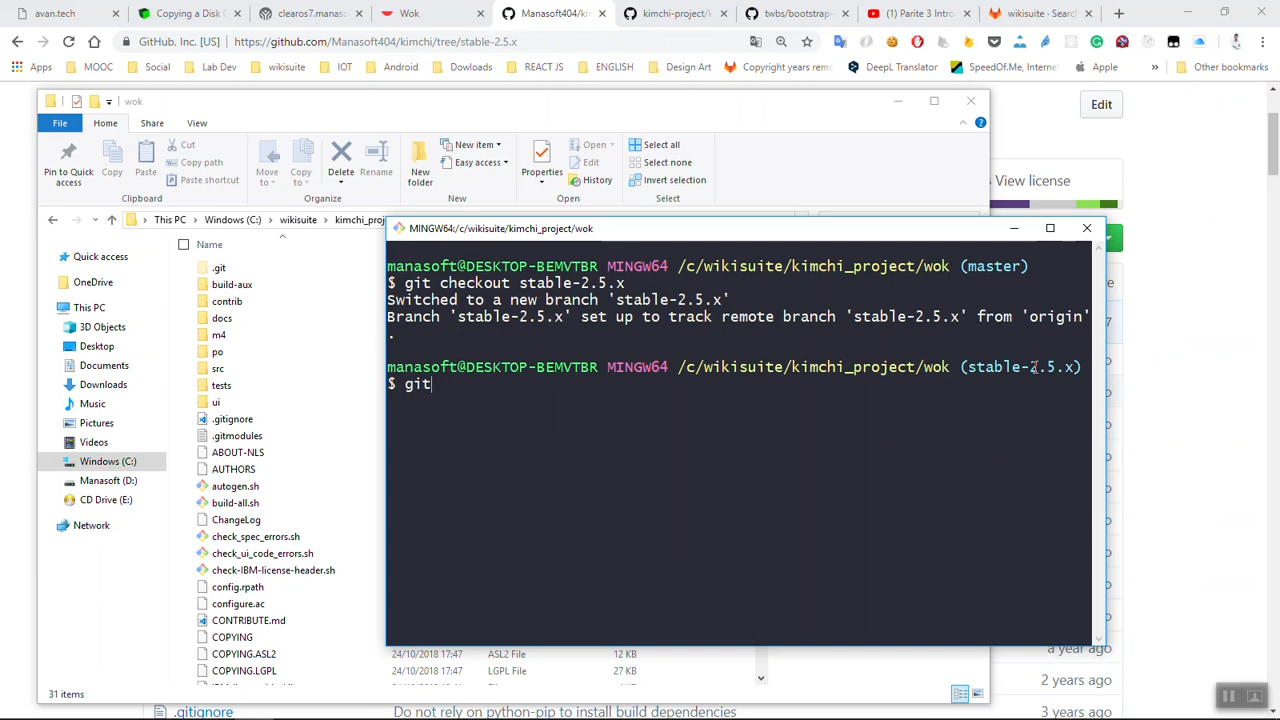 avan.tech
Copying a Disk C
clearos7.manaso
Wok
Manasoft404/kim
kimchi-project/k
twbs/bootstrap-
Parite 3 Intro
wikisuite · Searc
GitHub, Inc. [US]
https://github.com/Manasoft404/kimchi/tree/stable-2.5.x
Apps
MOOC
Social
Lab Dev
wikisuite
IOT
Android
Dowloads
REACT JS
ENGLISH
Design Art
Copyright years remo
DeepL Translator
SpeedOf.Me, Internet
Apple
»
Other bookmarks
wok
Edit
File
Home
Share
View
View license
Pin to Quick access
Copy
Paste
Cut
Copy path
Paste shortcut
Clipboard
Move to
Copy to
Delete
Rename
Organize
New folder
New item
Easy access
New
Properties
Open
Edit
History
Open
Select all
Select none
Invert selection
Select
This PC
Windows (C:)
wikisuite
kimchi_proj
Name
Quick access
OneDrive
This PC
3D Objects
Desktop
Documents
Downloads
Music
Pictures
Videos
Windows (C:)
Manasoft (D:)
CD Drive (E:)
Network
.git
build-aux
contrib
docs
m4
po
src
tests
ui
.gitignore
.gitmodules
ABOUT-NLS
AUTHORS
autogen.sh
build-all.sh
ChangeLog
check_spec_errors.sh
check_ui_code_errors.sh
check-IBM-license-header.sh
config.rpath
configure.ac
CONTRIBUTE.md
COPYING
COPYING.ASL2 24/10/2018 17:47 ASL2 File 12 KB
COPYING.LGPL 24/10/2018 17:47 LGPL File 27 KB
31 items
MINGW64:/c/wikisuite/kimchi_project/wok
manasoft@DESKTOP-BEMVTBR MINGW64 /c/wikisuite/kimchi_project/wok (master)
$ git checkout stable-2.5.x
Switched to a new branch 'stable-2.5.x'
Branch 'stable-2.5.x' set up to track remote branch 'stable-2.5.x' from 'origin'
.
manasoft@DESKTOP-BEMVTBR MINGW64 /c/wikisuite/kimchi_project/wok (stable-2.5.x)
$ git
a year ago
2 years ago
.gitignore Do not rely on python-pip to install build dependencies 3 years ago